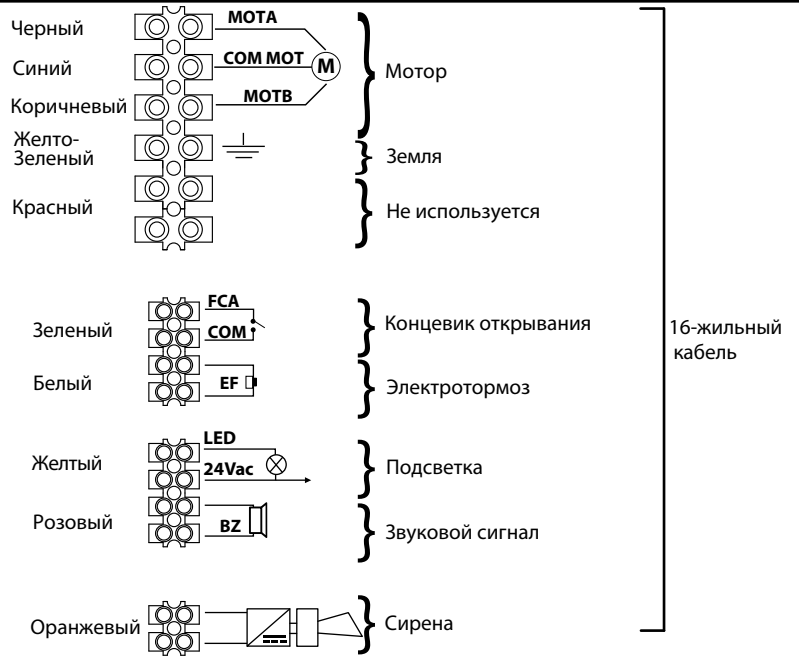 Черный
MOTA
Синий
COM MOT
M
Мотор
Коричневый
MOTB
Желто-
Зеленый
Земля
Красный
Не используется
FCA
Зеленый
COM
Концевик открывания
16-жильный
кабель
Белый
EF
Электротормоз
LED
Желтый
24Vac
Подсветка
Розовый
BZ
Звуковой сигнал
Оранжевый
Сирена